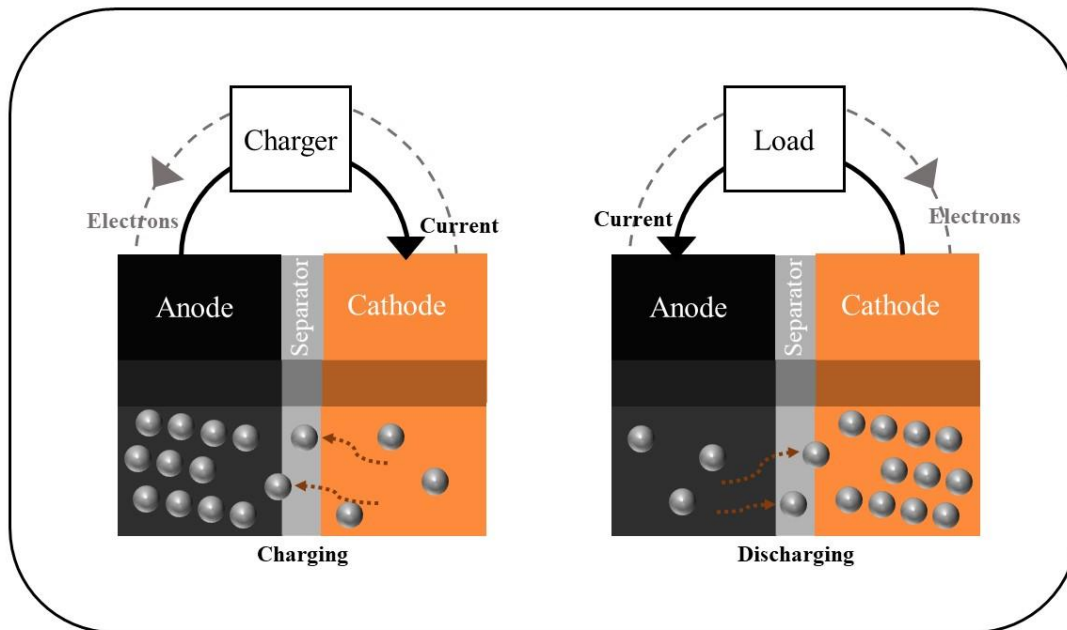 Charger
Electrons
Current
Anode
Separator
Cathode
Charging
Load
Current
Electrons
Anode
Separator
Cathode
Discharging